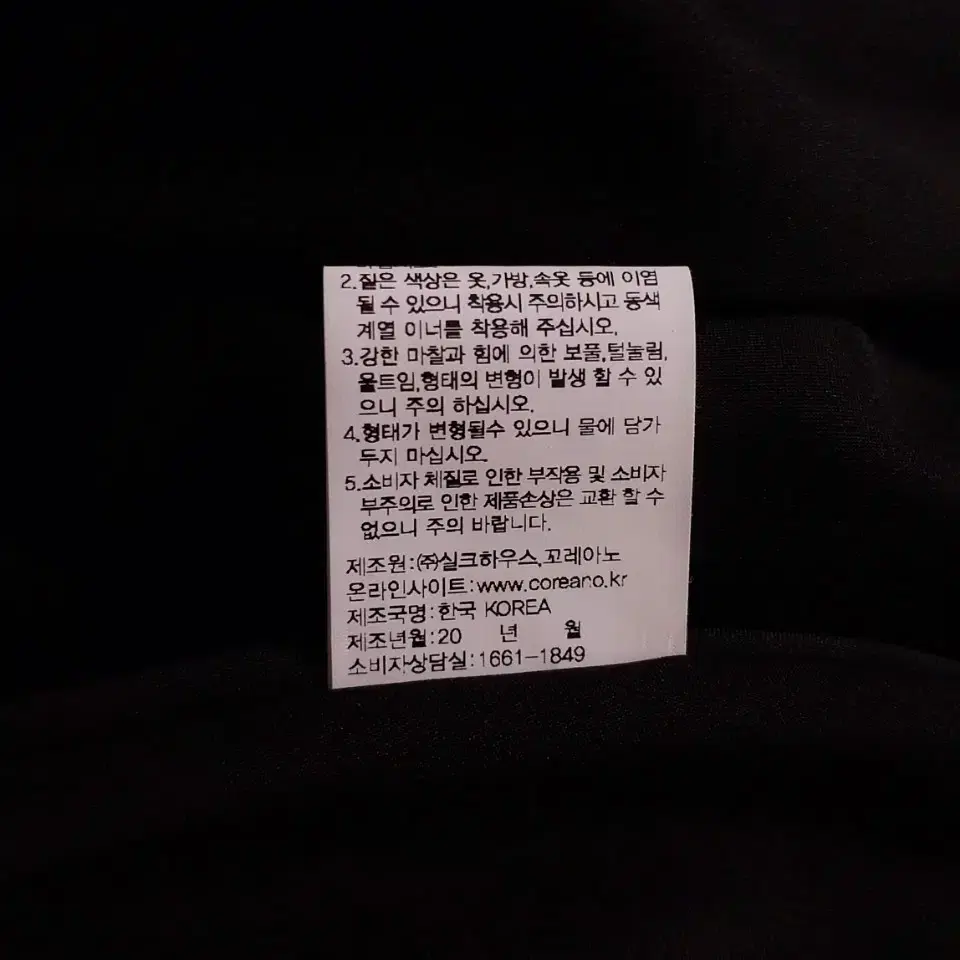 2.짙은 색상은 옷,가방,속옷 등에 이염
될 수 있으니 착용시 주의하시고 동색
계열 이너를 착용해 주십시오.
3.강한 마찰과 힘에 의한 보풀,털눌림,
올트임,형태의 변형이 발생 할 수 있
으니 주의 하십시오.
4.형태가 변형될수 있으니 물에 담가
두지 마십시오.
5.소비자 체질로 인한 부작용 및 소비자
부주의로 인한 제품손상은 교환 할 수
없으니 주의 바랍니다.
제조원:㈜실크하우스,꼬레아노
온라인사이트:www.coreano.kr
제조국명:한국 KOREA
제조년월:20 년 월
소비자상담실:1661-1849